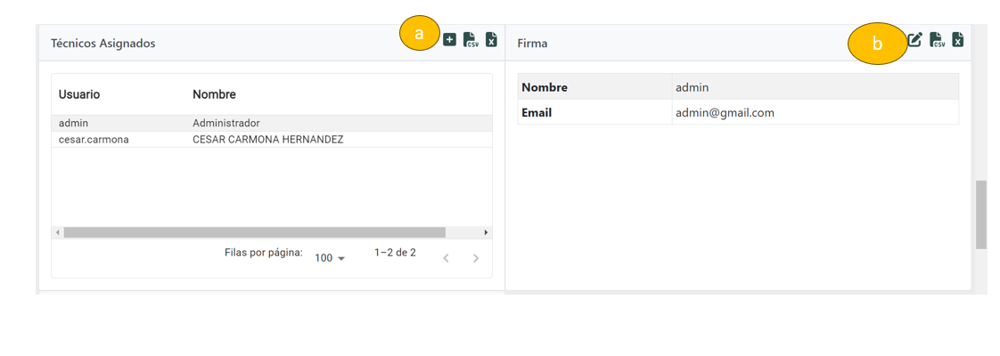 Técnicos Asignados
a
CSV
X
Usuario Nombre
admin Administrador
cesar.carmona CESAR CARMONA HERNANDEZ
Filas por página: 100 1–2 de 2
Firma
b
CSV
X
Nombre admin
Email admin@gmail.com